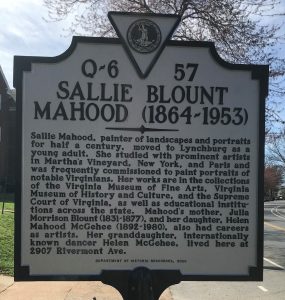 Q-6 57
SALLIE BLOUNT
MAHOOD (1864-1953)
Sallie Mahood, painter of landscapes and portraits
for half a century, moved to Lynchburg as a
young adult. She studied with prominent artists
in Martha's Vineyard, New York, and Paris and
was frequently commissioned to paint portraits of
notable Virginians. Her works are in the collections
of the Virginia Museum of Fine Arts, Virginia
Museum of History and Culture, and the Supreme
Court of Virginia, as well as educational institu-
tions across the state. Mahood's mother, Julia
Morrison Blount (1831-1877), and her daughter, Helen
Mahood McGehee (1892-1980), also had careers
as artists. Her granddaughter, internationally
known dancer Helen McGehee, lived here at
2907 Rivermont Ave.
DEPARTMENT OF HISTORIC RESOURCES, 2020